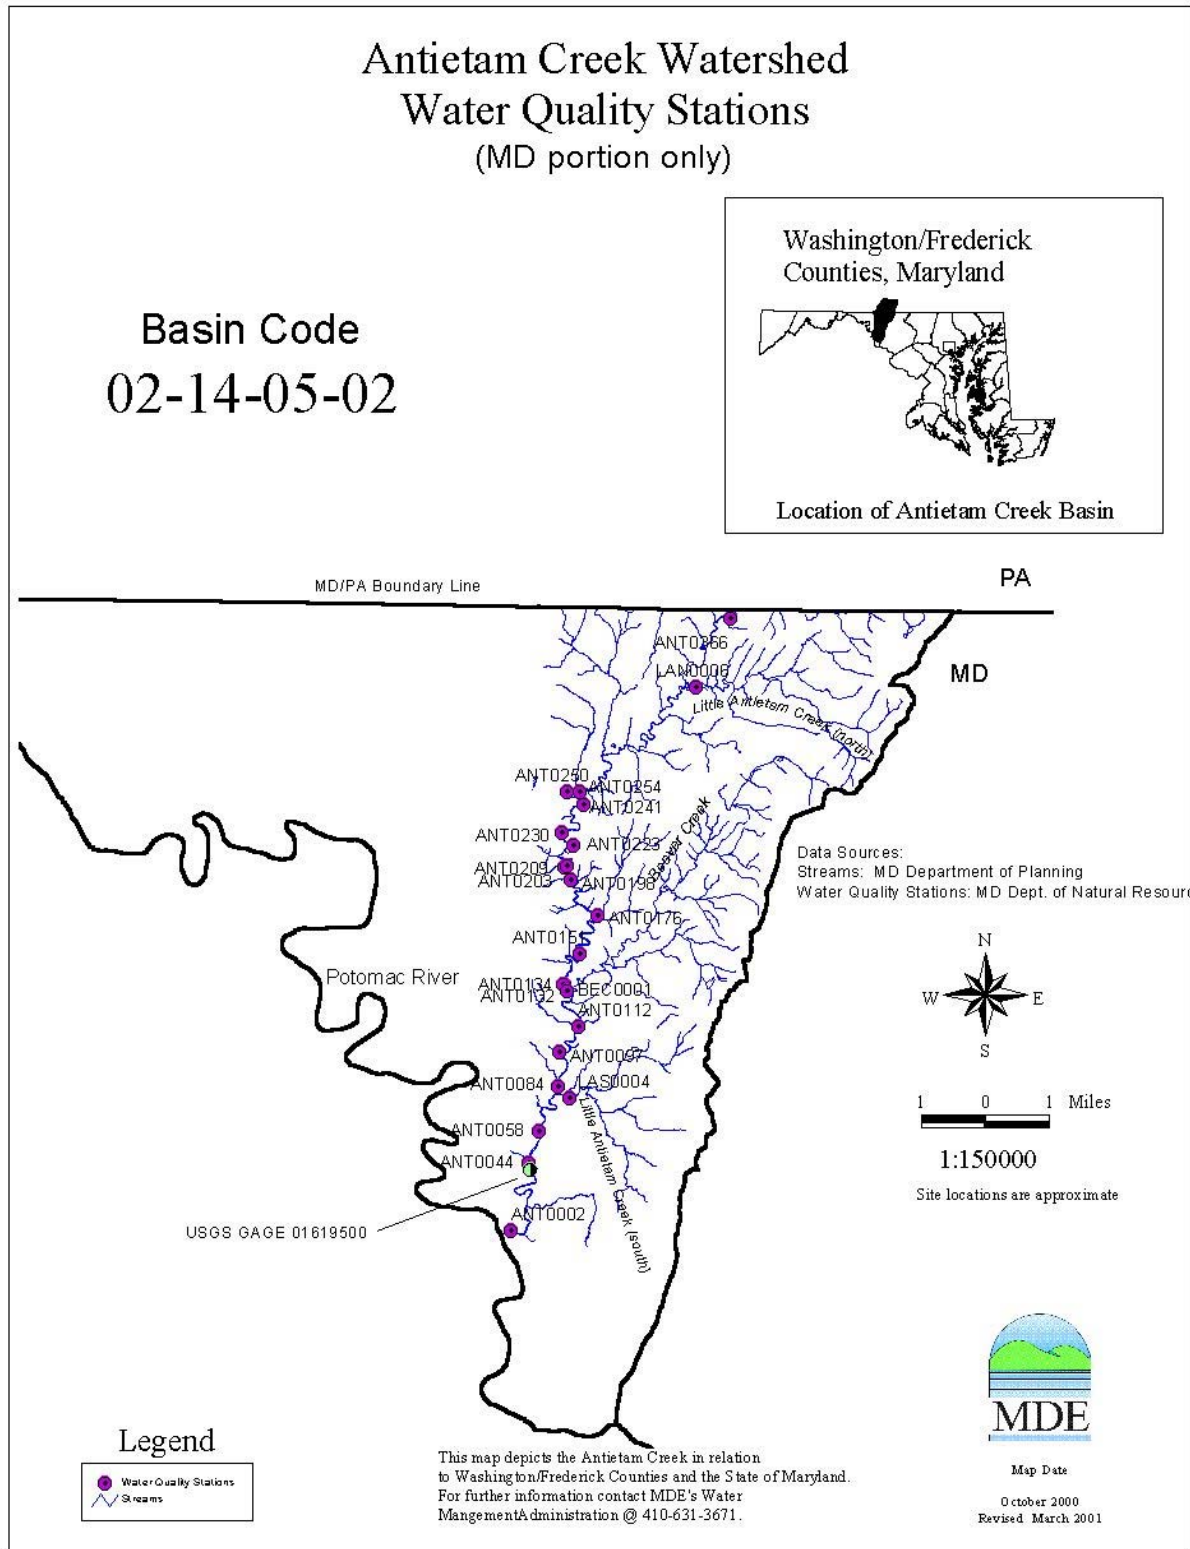 Antietam Creek Watershed
Water Quality Stations
(MD portion only)
Washington/Frederick
Counties, Maryland
Location of Antietam Creek Basin
Basin Code
02-14-05-02
MD/PA Boundary Line
PA
MD
ANT0366
LAN0006
Little Antietam Creek (north)
ANT0250
ANT0254
ANT0241
ANT0230
ANT0223
Beaver Creek
ANT0209
ANT0203
ANT0198
ANT0176
ANT0151
ANT0134
ANT0132
BEC0001
ANT0112
ANT0097
ANT0084
LAS0004
ANT0058
ANT0044
Little Antietam Creek (south)
ANT0002
USGS GAGE 01619500
Potomac River
Data Sources:
Streams: MD Department of Planning
Water Quality Stations: MD Dept. of Natural Resourc
N
W
E
S
1 0 1 Miles
1:150000
Site locations are approximate
MDE
Map Date
October 2000
Revised March 2001
Legend
Water Quality Stations
Streams
This map depicts the Antietam Creek in relation
to Washington/Frederick Counties and the State of Maryland.
For further information contact MDE's Water
MangementAdministration @ 410-631-3671.